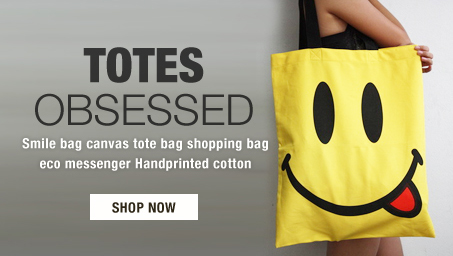 TOTES
OBSESSED
Smile bag canvas tote bag shopping bag
eco messenger Handprinted cotton
SHOP NOW